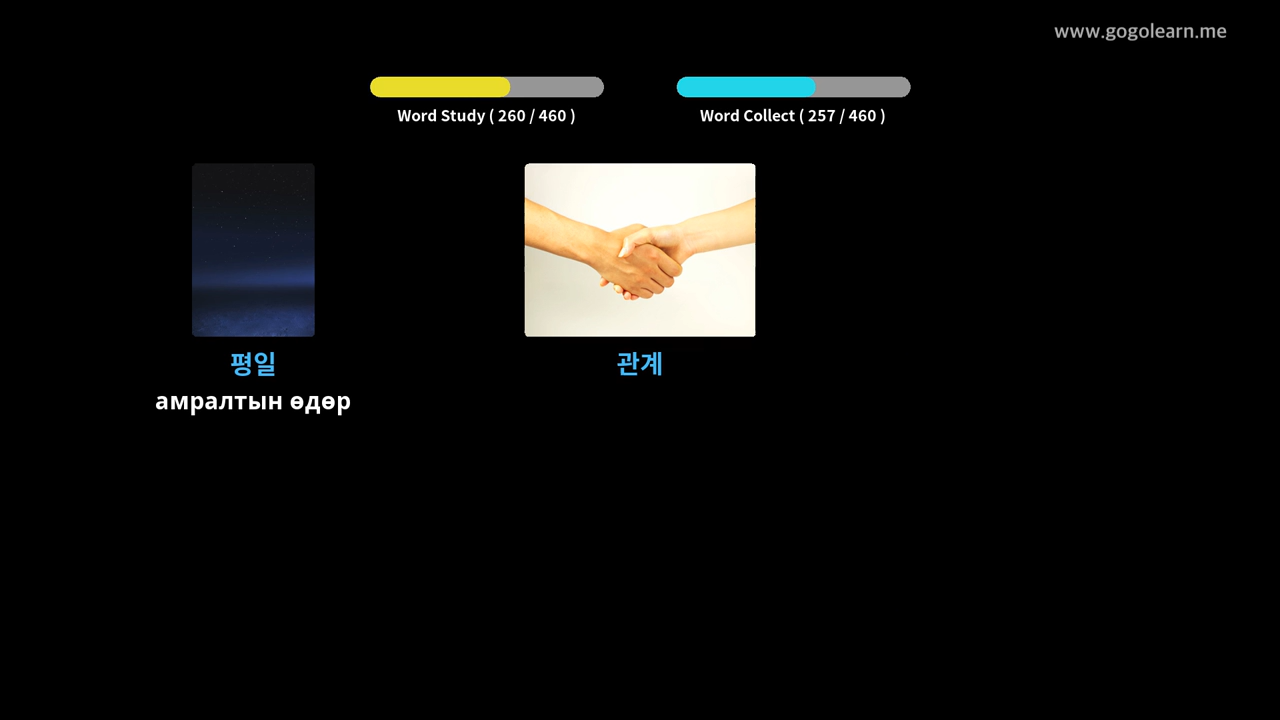 www.gogolearn.me
Word Study ( 260 / 460 )
Word Collect ( 257 / 460 )
평일
амралтын өдөр
관계